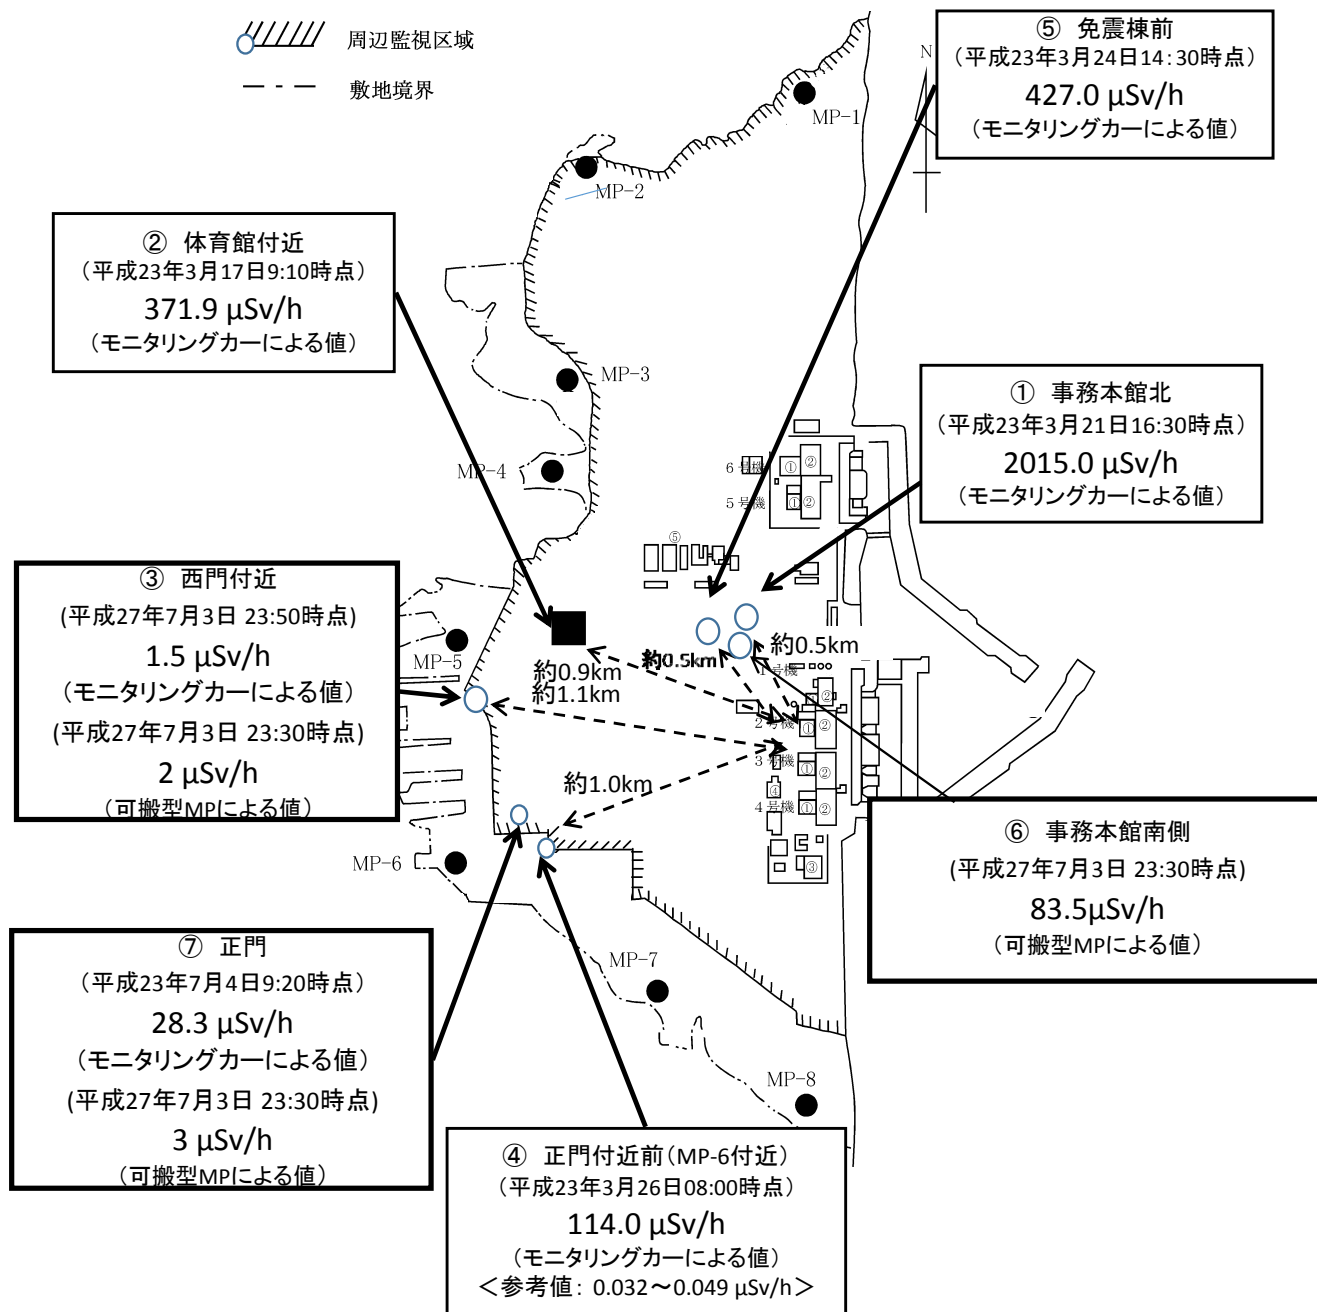 周辺監視区域
敷地境界
⑤ 免震棟前
(平成23年3月24日14:30時点)
427.0 μSv/h
(モニタリングカーによる値)
N
MP-1
MP-2
② 体育館付近
(平成23年3月17日9:10時点)
371.9 μSv/h
(モニタリングカーによる値)
MP-3
① 事務本館北
(平成23年3月21日16:30時点)
2015.0 μSv/h
(モニタリングカーによる値)
MP-4
6号機
① ②
5号機
① ②
⑤
③ 西門付近
(平成27年7月3日 23:50時点)
1.5 μSv/h
(モニタリングカーによる値)
(平成27年7月3日 23:30時点)
2 μSv/h
(可搬型MPによる値)
MP-5
約0.9km
約1.1km
約0.5km
約0.5km
1号機
②
2号機
① ②
3号機
① ②
④
4号機
① ②
③
約1.0km
MP-6
⑥ 事務本館南側
(平成27年7月3日 23:30時点)
83.5μSv/h
(可搬型MPによる値)
⑦ 正門
(平成23年7月4日9:20時点)
28.3 μSv/h
(モニタリングカーによる値)
(平成27年7月3日 23:30時点)
3 μSv/h
(可搬型MPによる値)
MP-7
MP-8
④ 正門付近前(MP-6付近)
(平成23年3月26日08:00時点)
114.0 μSv/h
(モニタリングカーによる値)
<参考値: 0.032～0.049 μSv/h>